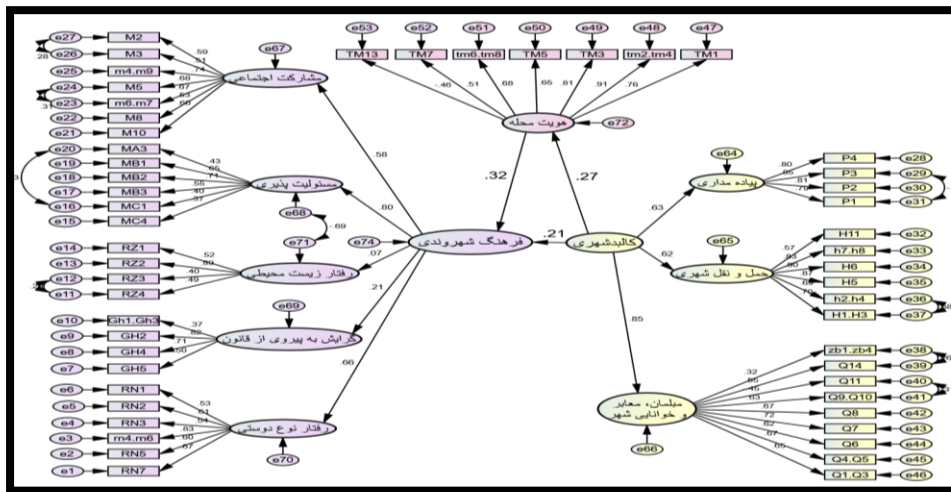 e53
e52
e51
e50
e49
e48
e47
TM13
TM7
tm6.tm8
TM5
TM3
tm2.tm4
TM1
-.46
.51
.68
.65
.81
.91
.76
هویت محله
e72
e27
M2
e26
M3
e25
m4.m9
e24
M5
e23
m6.m7
e22
M8
e21
M10
.28
.59
.51
.74
.68
.67
e67
مشارکت اجتماعی
.58
e20
MA3
e19
MB1
e18
MB2
e17
MB3
e16
MC1
e15
MC4
.43
.71
.55
.40
.37
مسئولیت پذیری
.80
e68
-.69
e71
e14
RZ1
e13
RZ2
e12
RZ3
e11
RZ4
.52
.40
.49
رفتار زیست محیطی
.07
e74
فرهنگ شهروندی
.32
.27
.21
کالبدشهری
e69
e10
Gh1.Gh3
e9
GH2
e8
GH4
e7
GH5
.37
.71
گرایش به پیروی از قانون
.21
e6
RN1
e5
RN2
e4
RN3
e3
m4.m6
e2
RN5
e1
RN7
.53
.83
رفتار نوع دوستی
.66
e70
e64
پیاده مداری
.63
.80
.81
P4
e28
P3
e29
P2
e30
P1
e31
e65
حمل و نقل شهری
.62
.57
H11
e32
h7.h8
e33
H6
e34
H5
e35
h2.h4
e36
H1.H3
e37
.85
مبلمان، معابر
و خوانایی شهر
e66
.32
.63
.67
.72
.65
zb1.zb4
e38
Q14
e39
Q11
e40
Q9.Q10
e41
Q8
e42
Q7
e43
Q6
e44
Q4.Q5
e45
Q1.Q3
e46